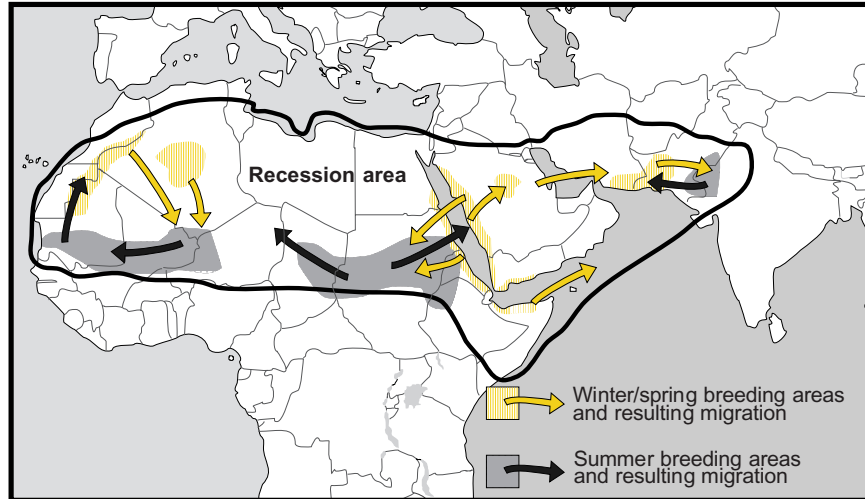 Recession area
Winter/spring breeding areas
and resulting migration
Summer breeding areas
and resulting migration